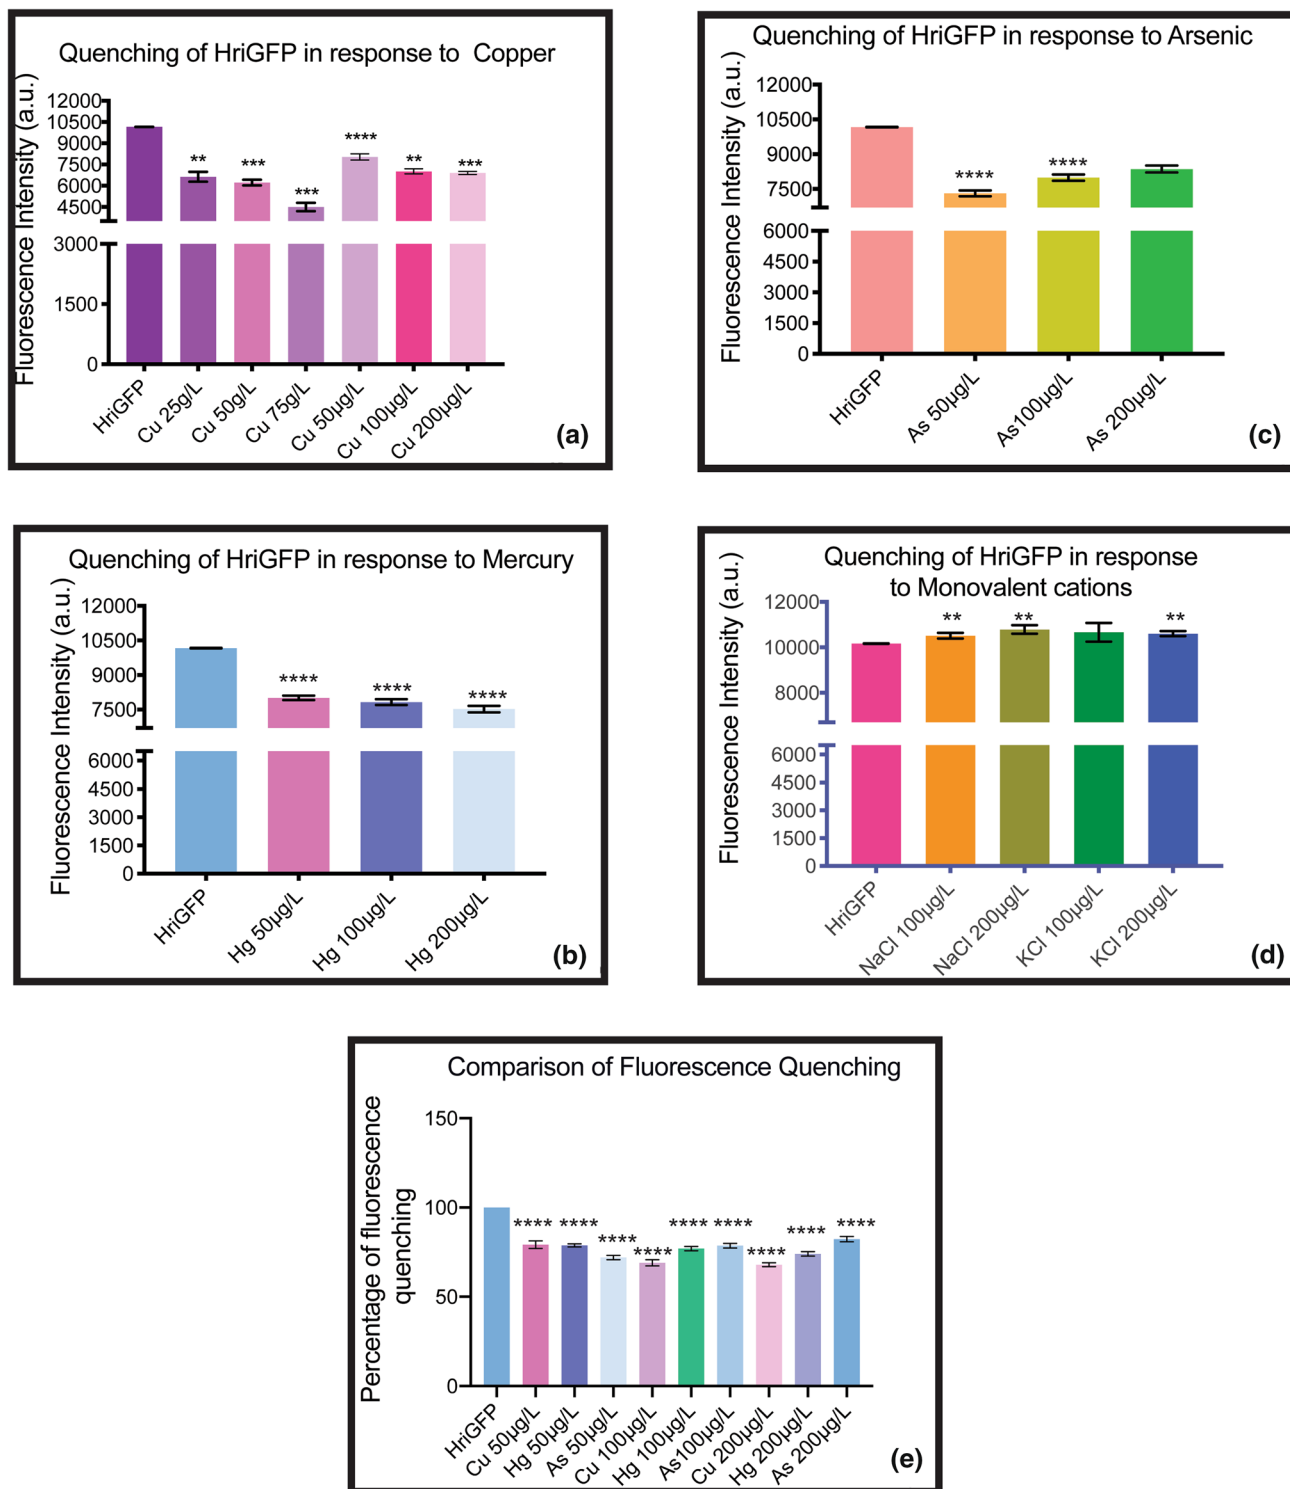 Quenching of HriGFP in response to Copper
Fluorescence Intensity (a.u.)
12000
10500
9000
7500
6000
4500
3000
1500
0
**
***
***
****
**
***
HriGFP
Cu 25g/L
Cu 50g/L
Cu 75g/L
Cu 50µg/L
Cu 100µg/L
Cu 200µg/L
(a)
Quenching of HriGFP in response to Arsenic
Fluorescence Intensity (a.u.)
12000
10500
9000
7500
6000
4500
3000
1500
0
****
****
HriGFP
As 50µg/L
As100µg/L
As 200µg/L
(c)
Quenching of HriGFP in response to Mercury
Fluorescence Intensity (a.u.)
12000
10500
9000
7500
6000
4500
3000
1500
0
****
****
****
HriGFP
Hg 50µg/L
Hg 100µg/L
Hg 200µg/L
(b)
Quenching of HriGFP in response
to Monovalent cations
Fluorescence Intensity (a.u.)
12000
10000
8000
6000
4500
3000
1500
0
**
**
**
HriGFP
NaCl 100µg/L
NaCl 200µg/L
KCl 100µg/L
KCl 200µg/L
(d)
Comparison of Fluorescence Quenching
Percentage of fluorescence
quenching
150
100
50
0
****
****
****
****
****
****
****
****
****
HriGFP
Cu 50µg/L
Hg 50µg/L
As 50µg/L
Cu 100µg/L
Hg 100µg/L
As100µg/L
Cu 200µg/L
Hg 200µg/L
As 200µg/L
(e)